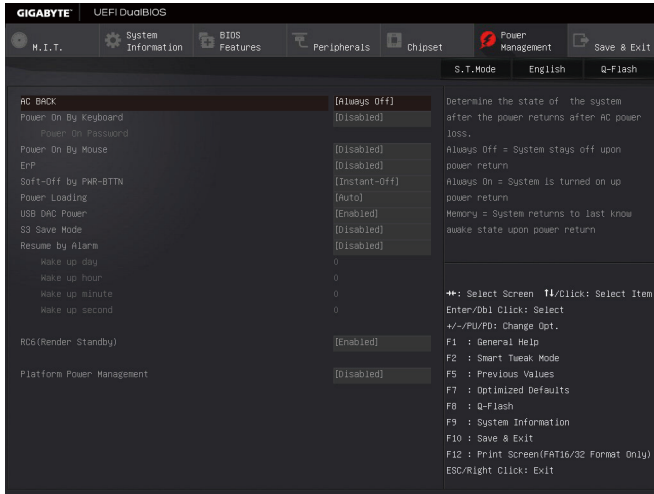 GIGABYTE™ UEFI DualBIOS
M.I.T. System Information BIOS Features Peripherals Chipset Power Management Save & Exit
S.T.Mode English Q-Flash
AC BACK [Always Off]
Power On By Keyboard [Disabled]
Power On Password
Power On By Mouse [Disabled]
ErP [Disabled]
Soft-Off by PWR-BTTN [Instant-Off]
Power Loading [Auto]
USB DAC Power [Enabled]
S3 Save Mode [Disabled]
Resume by Alarm [Disabled]
Wake up day 0
Wake up hour 0
Wake up minute 0
Wake up second 0
RC6(Render Standby) [Enabled]
Platform Power Management [Disabled]
Determine the state of the system
after the power returns after AC power
loss.
Always Off = System stays off upon
power return
Always On = System is turned on up
power return
Memory = System returns to last know
awake state upon power return
→←: Select Screen ↑↓/Click: Select Item
Enter/Dbl Click: Select
+/-/PU/PD: Change Opt.
F1 : General Help
F2 : Smart Tweak Mode
F5 : Previous Values
F7 : Optimized Defaults
F8 : Q-Flash
F9 : System Information
F10 : Save & Exit
F12 : Print Screen(FAT16/32 Format Only)
ESC/Right Click: Exit